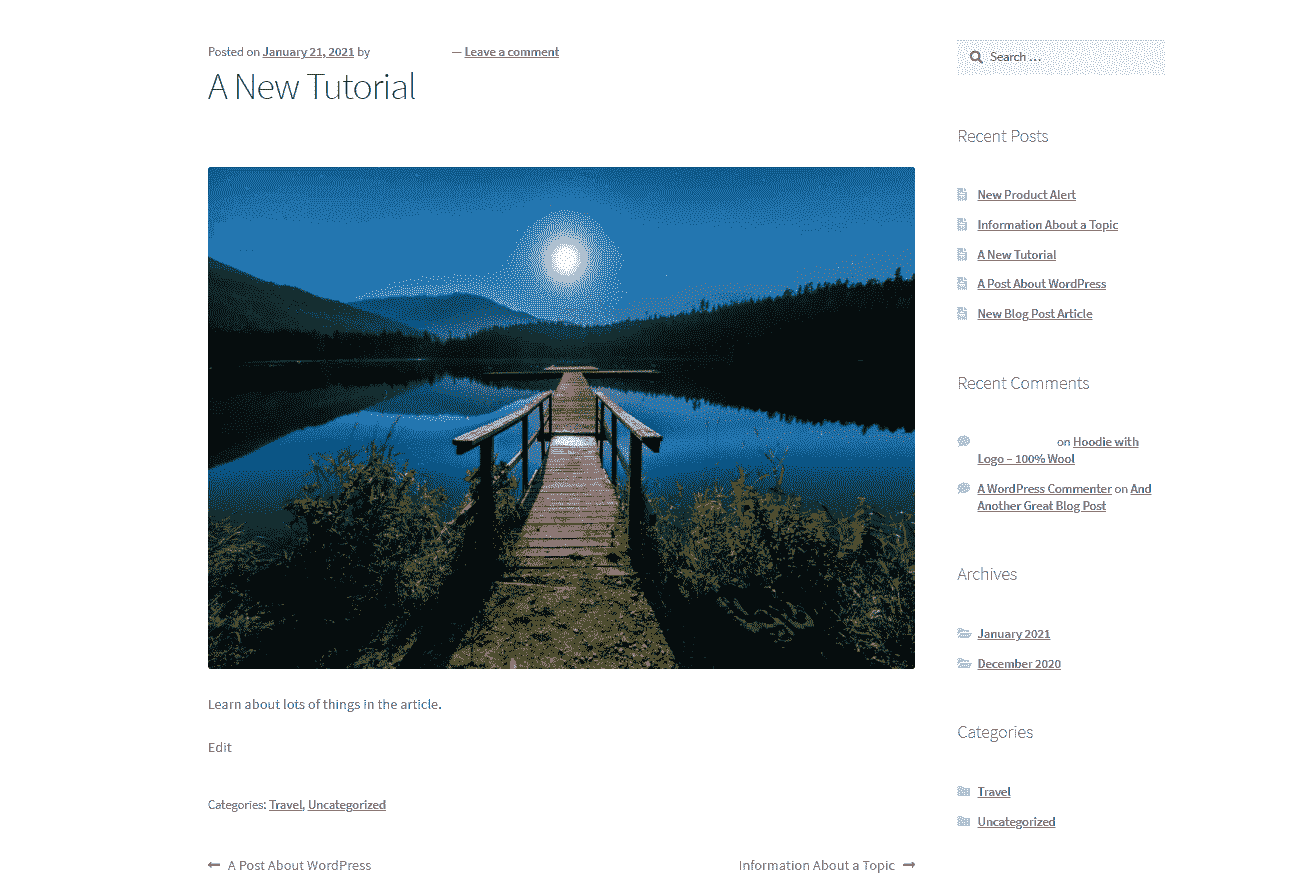 Posted on January 21, 2021 by — Leave a comment
A New Tutorial
Learn about lots of things in the article.
Edit
Categories: Travel, Uncategorized
← A Post About WordPress
Information About a Topic →
Search …
Recent Posts
New Product Alert
Information About a Topic
A New Tutorial
A Post About WordPress
New Blog Post Article
Recent Comments
on Hoodie with
Logo – 100% Wool
A WordPress Commenter on And
Another Great Blog Post
Archives
January 2021
December 2020
Categories
Travel
Uncategorized